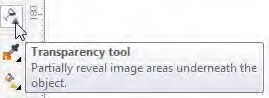 Transparency tool
Partially reveal image areas underneath the
object.